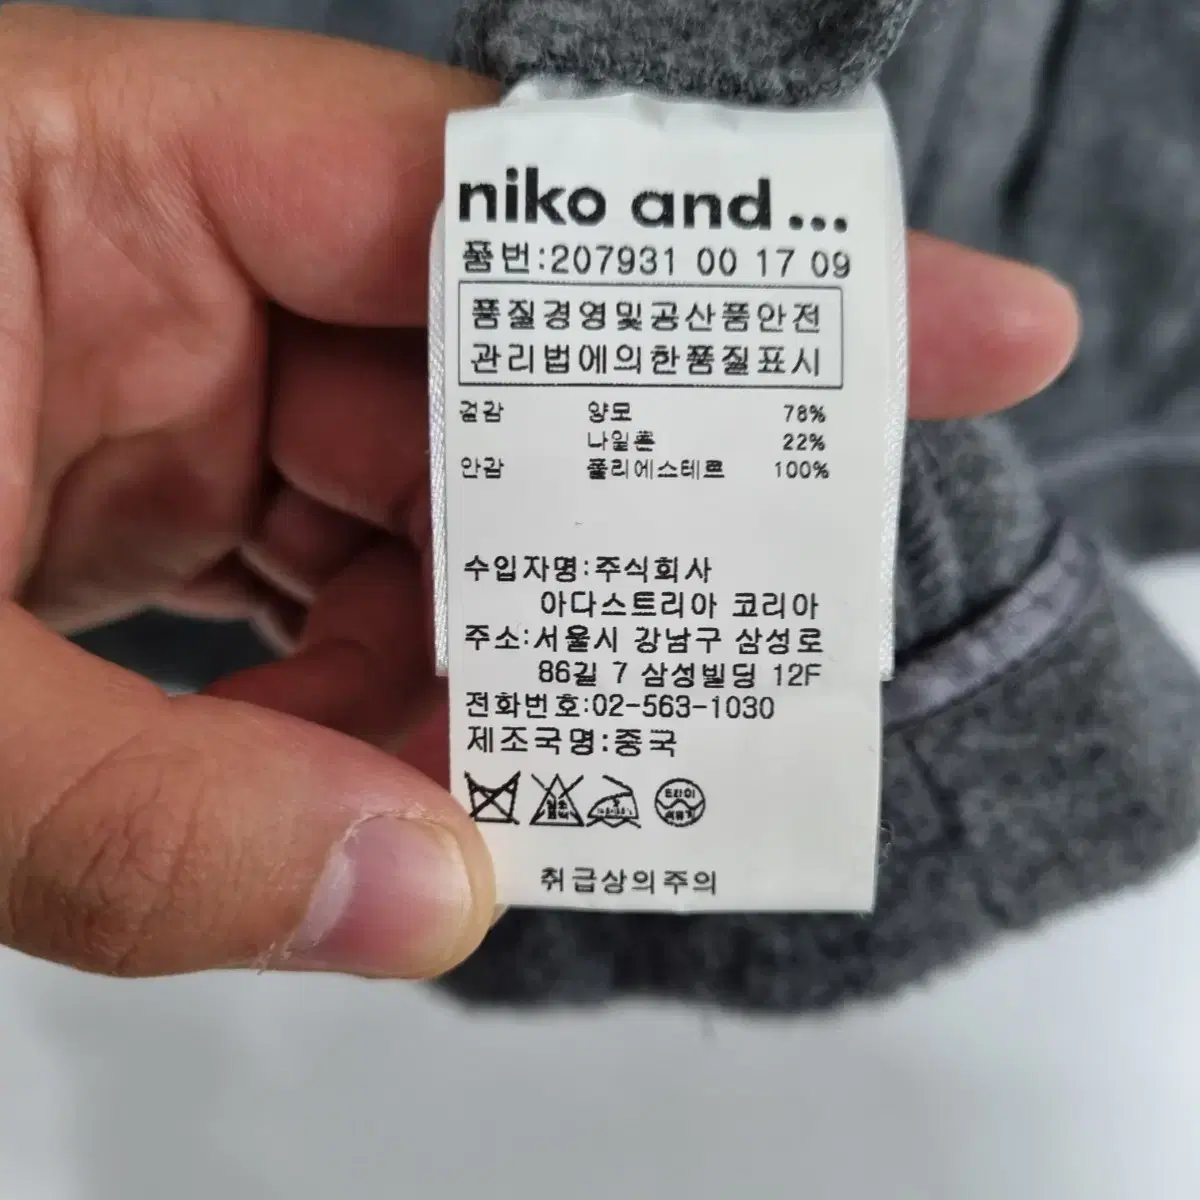 niko and...
품번:207931 00 17 09
품질경영및공산품안전
관리법에의한품질표시
겉감 양모 78%
나일론 22%
안감 폴리에스테르 100%
수입자명:주식회사
아다스트리아 코리아
주소:서울시 강남구 삼성로
86길 7 삼성빌딩 12F
전화번호:02-563-1030
제조국명:중국
드라이
취급상의주의